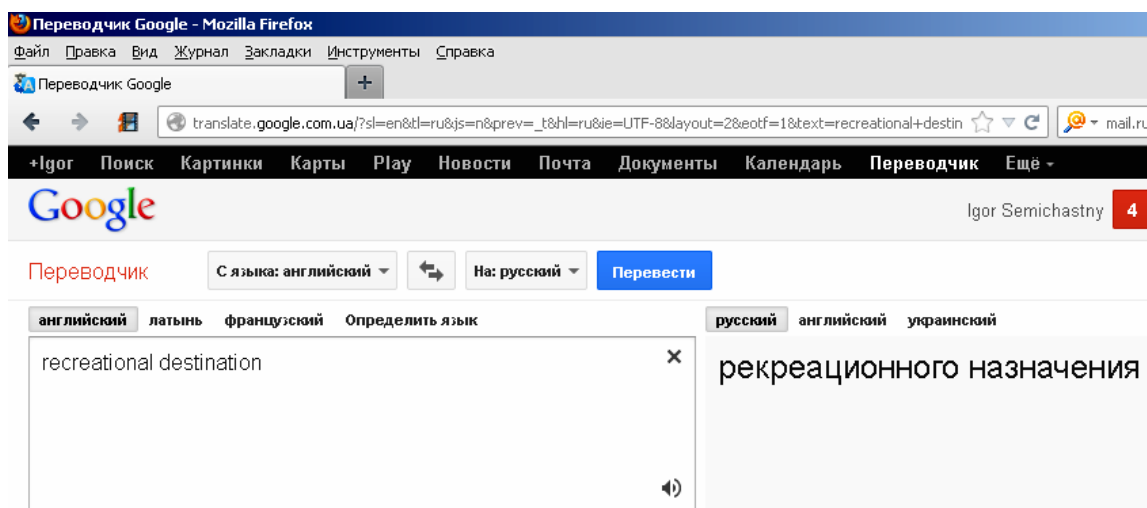 Переводчик Google - Mozilla Firefox
Файл Правка Вид Журнал Закладки Инструменты Справка
Переводчик Google +
translate.google.com.ua/?sl=en&tl=ru&js=n&prev=_t&hl=ru&ie=UTF-8&layout=2&eotf=1&text=recreational+destin mail.ru
+Igor Поиск Картинки Карты Play Новости Почта Документы Календарь Переводчик Ещё
Google Igor Semichastny 4
Переводчик С языка: английский На: русский Перевести
английский латынь французский Определить язык русский английский украинский
recreational destination рекреационного назначения